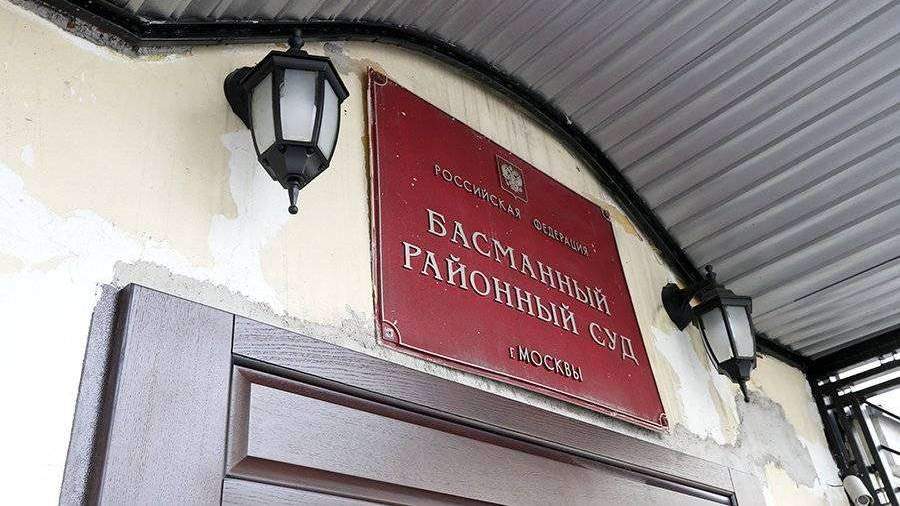 РОССИЙСКАЯ ФЕДЕРАЦИЯ
БАСМАННЫЙ
РАЙОННЫЙ СУД
г. МОСКВЫ